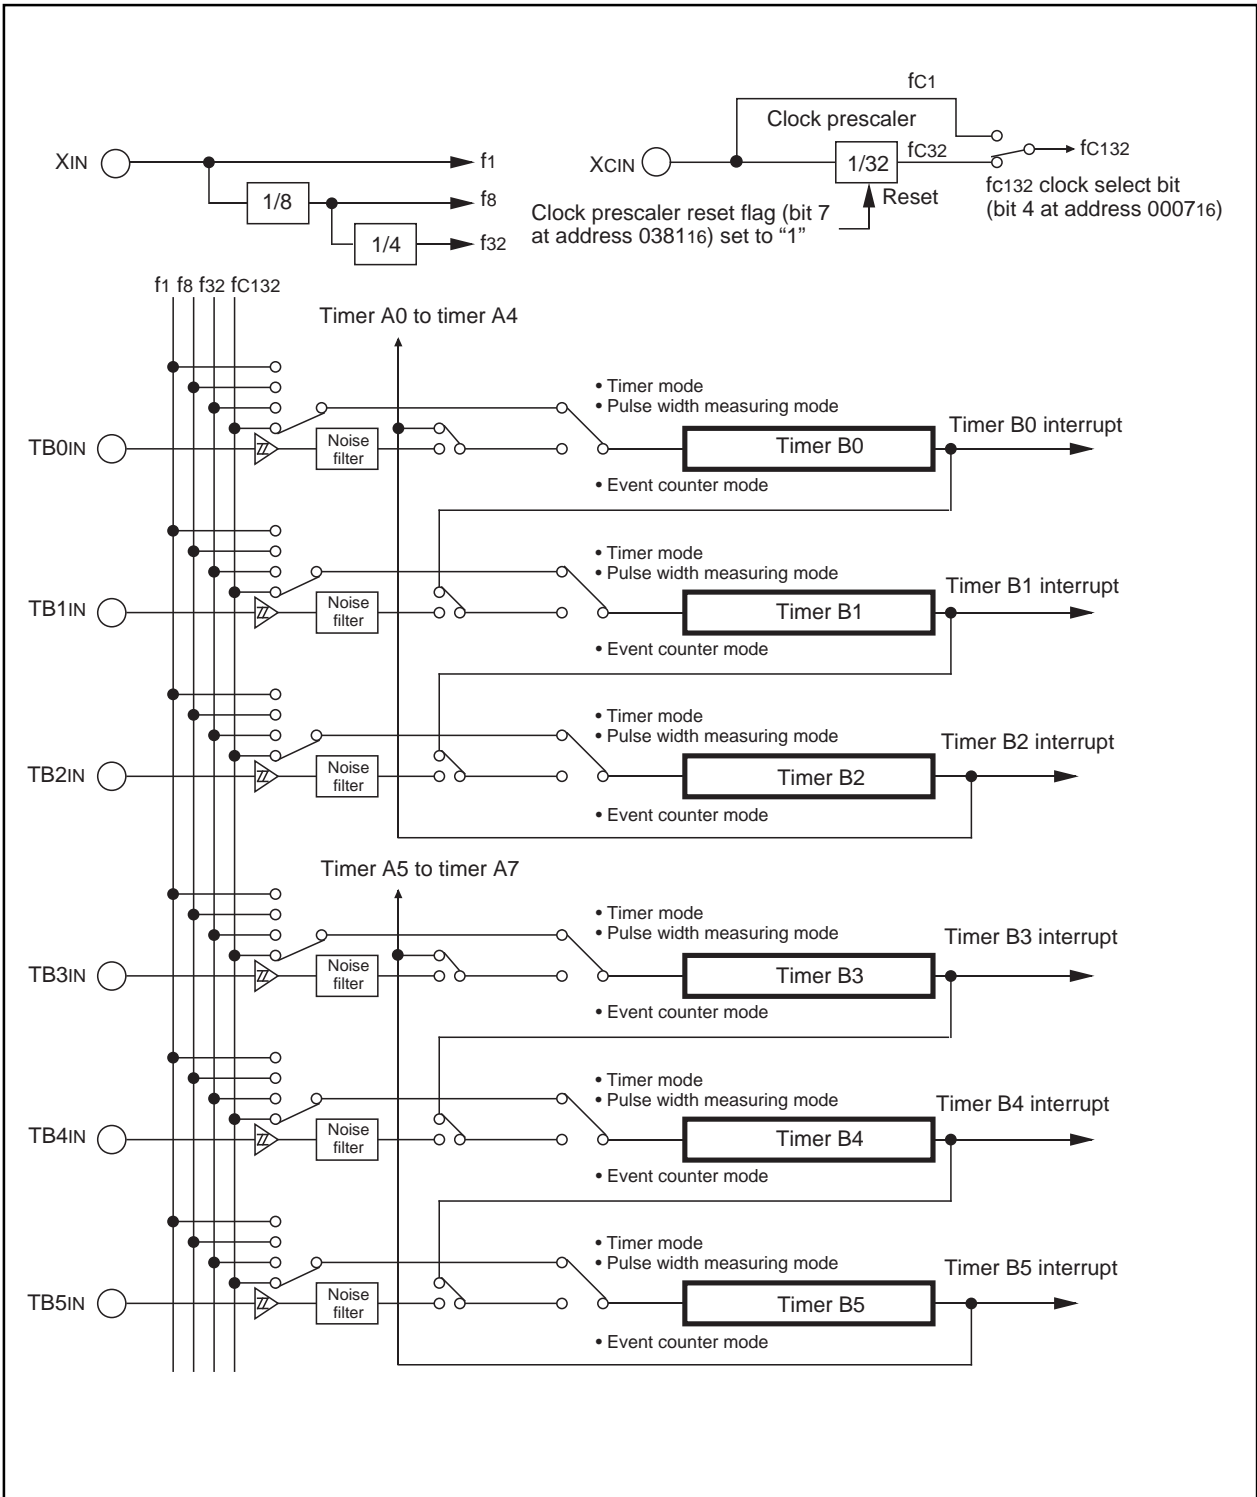 fC1
Clock prescaler
XIN
f1
XCIN
1/32
fC32
fC132
1/8
f8
Reset
fC132 clock select bit
(bit 4 at address 000716)
Clock prescaler reset flag (bit 7
at address 038116) set to “1”
1/4
f32
f1 f8 f32 fC132
Timer A0 to timer A4
• Timer mode
• Pulse width measuring mode
TB0IN
Noise
filter
Timer B0
Timer B0 interrupt
• Event counter mode
• Timer mode
• Pulse width measuring mode
TB1IN
Noise
filter
Timer B1
Timer B1 interrupt
• Event counter mode
• Timer mode
• Pulse width measuring mode
TB2IN
Noise
filter
Timer B2
Timer B2 interrupt
• Event counter mode
Timer A5 to timer A7
• Timer mode
• Pulse width measuring mode
TB3IN
Noise
filter
Timer B3
Timer B3 interrupt
• Event counter mode
• Timer mode
• Pulse width measuring mode
TB4IN
Noise
filter
Timer B4
Timer B4 interrupt
• Event counter mode
• Timer mode
• Pulse width measuring mode
TB5IN
Noise
filter
Timer B5
Timer B5 interrupt
• Event counter mode